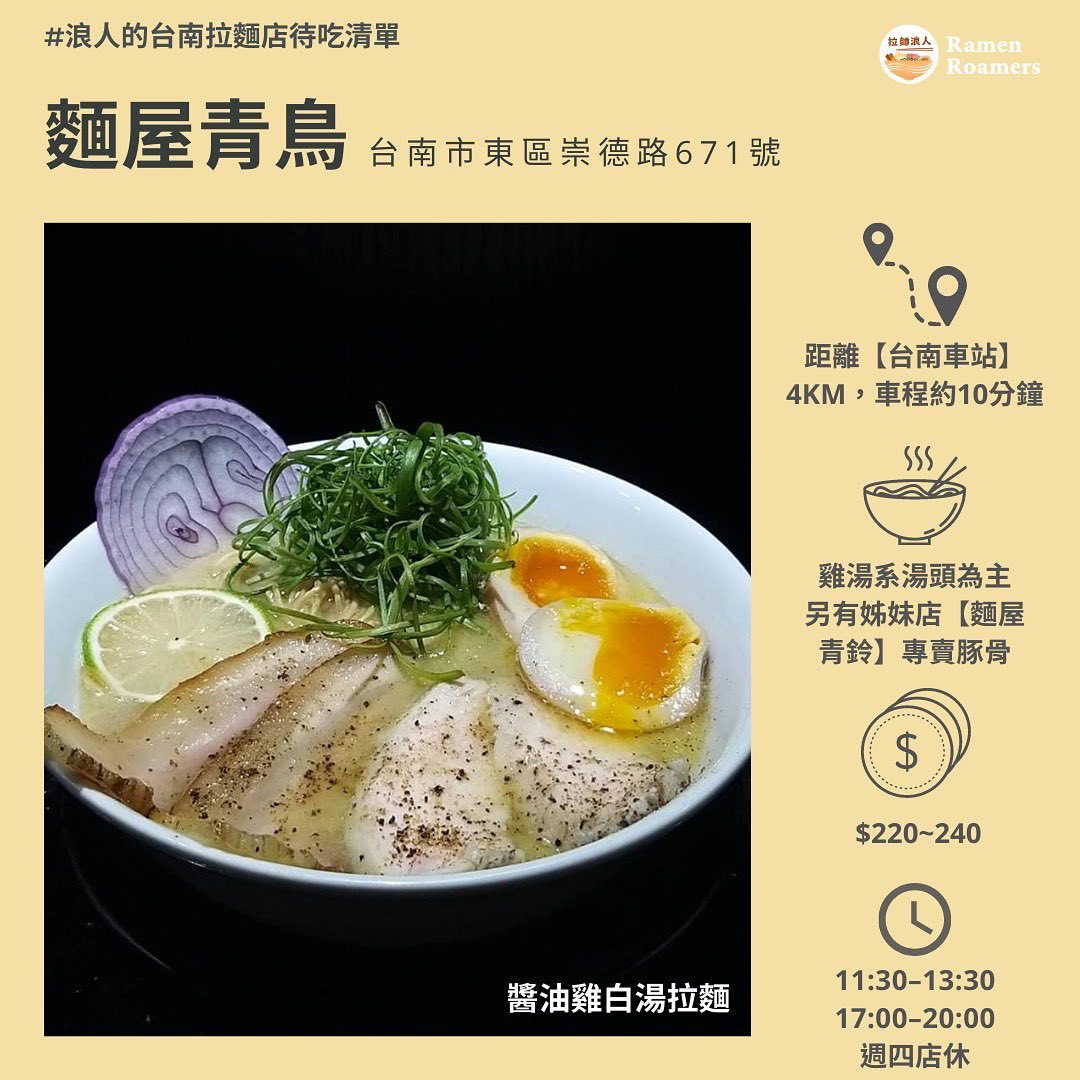 #浪人的台南拉麵店待吃清單
拉麵浪人
Ramen
Roamers
麵屋青鳥 台南市東區崇德路671號
距離【台南車站】
4KM，車程約10分鐘
雞湯系湯頭為主
另有姊妹店【麵屋
青鈴】專賣豚骨
$
$220~240
11:30–13:30
17:00–20:00
週四店休
醬油雞白湯拉麵